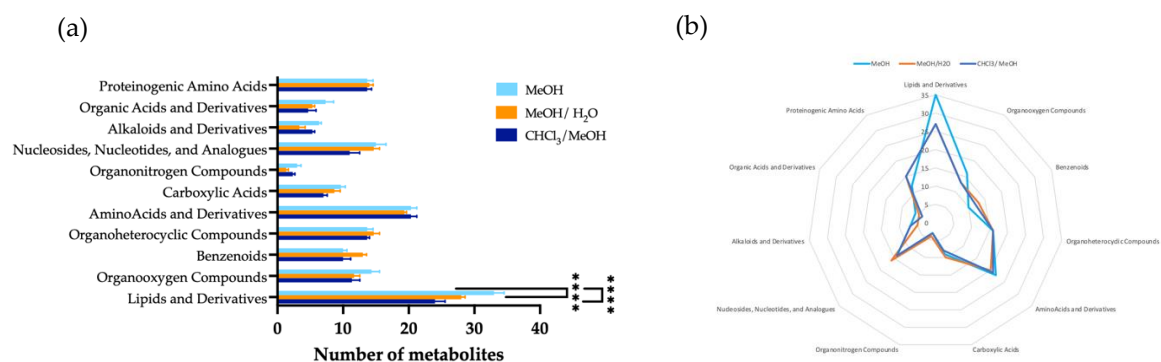 (a)
Proteinogenic Amino Acids
Organic Acids and Derivatives
Alkaloids and Derivatives
Nucleosides, Nucleotides, and Analogues
Organonitrogen Compounds
Carboxylic Acids
AminoAcids and Derivatives
Organoheterocyclic Compounds
Benzenoids
Organooxygen Compounds
Lipids and Derivatives
0 10 20 30 40
Number of metabolites
MeOH
MeOH/ H₂O
CHCl₃/MeOH
****
****
(b)
MeOH MeOH/H2O CHCl3/ MeOH
Lipids and Derivatives
Organooxygen Compounds
Benzenoids
Organoheterocydic Compounds
AminoAcids and Derivatives
Carboxylic Acids
Organonitrogen Compounds
Nudeosides, Nucleotides, and Analogues
Alkaloids and Derivatives
Organic Acids and Derivatives
Proteinogenic Amino Acids
35
30
25
20
15
10
5
0